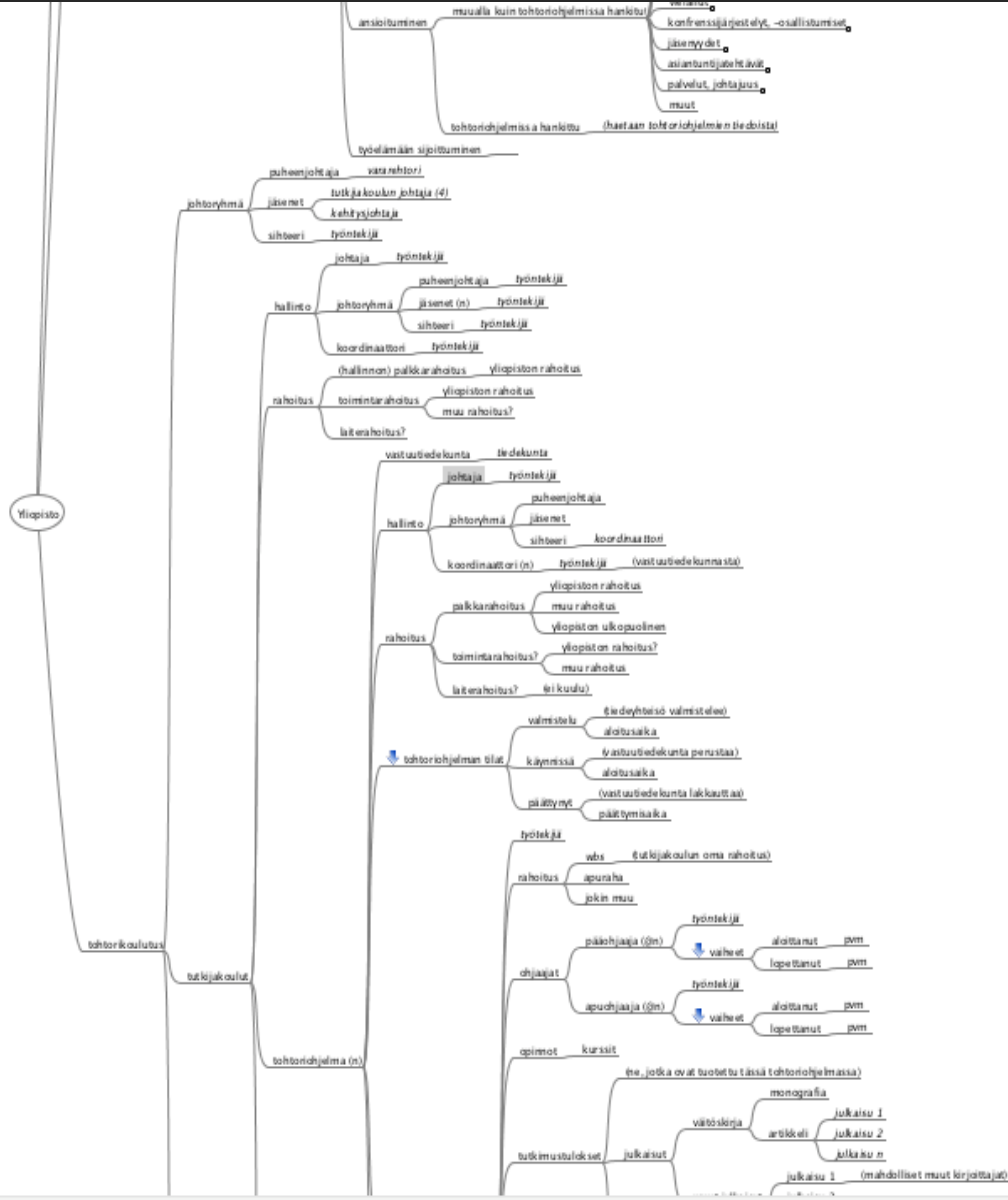 ansioituminen
muualla kuin tohtoriohjelmissa hankittu
konfrenssijärjestelyt, -osallistumiset
jäsenyydet
asiantuntijatehtävät
palvelut, johtajuus
muut
tohtoriohjelmissa hankittu (haetaan tohtoriohjelmien tiedoista)
työelämään sijoittuminen
johtoryhmä
puheenjohtaja vararehtori
jäsenet
tutkijakoulun johtaja (4)
kehitysjohtaja
sihteeri työntekijä
hallinto
johtaja työntekijä
johtoryhmä
puheenjohtaja työntekijä
jäsenet (n) työntekijä
sihteeri työntekijä
koordinaattori työntekijä
rahoitus
(hallinnon) palkkarahoitus yliopiston rahoitus
toimintarahoitus
yliopiston rahoitus
muu rahoitus?
laiterahoitus?
Yliopisto
vastuutiedekunta tiedekunta
hallinto
johtaja työntekijä
johtoryhmä
puheenjohtaja
jäsenet
sihteeri koordinaattori
koordinaattori (n) työntekijä (vastuutiedekunnasta)
rahoitus
palkkarahoitus
yliopiston rahoitus
muu rahoitus
yliopiston ulkopuolinen
toimintarahoitus?
yliopiston rahoitus?
muu rahoitus
laiterahoitus? (ei kuulu)
tohtoriohjelman tilat
valmistelu
(tiedeyhteisö valmistelee)
aloitusaika
käynnissä
(vastuutiedekunta perustaa)
aloitusaika
päättynyt
(vastuutiedekunta lakkauttaa)
päättymisaika
työtekijä
rahoitus
wbs (tutkijakoulun oma rahoitus)
apuraha
jokin muu
tohtorikoulutus
tutkijakoulut
ohjaajat
pääohjaaja
työntekijä
vaiheet
aloittanut pvm
lopettanut pvm
apuohjaaja
työntekijä
vaiheet
aloittanut pvm
lopettanut pvm
opinnot kurssit
tohtoriohjelma (n)
(ne, jotka ovat tuotettu tässä tohtoriohjelmassa)
tutkimustulokset
julkaisut
väitöskirja
monografia
artikkeli
julkaisu 1
julkaisu 2
julkaisu n
julkaisu 1 (mahdolliset muut kirjoittajat)